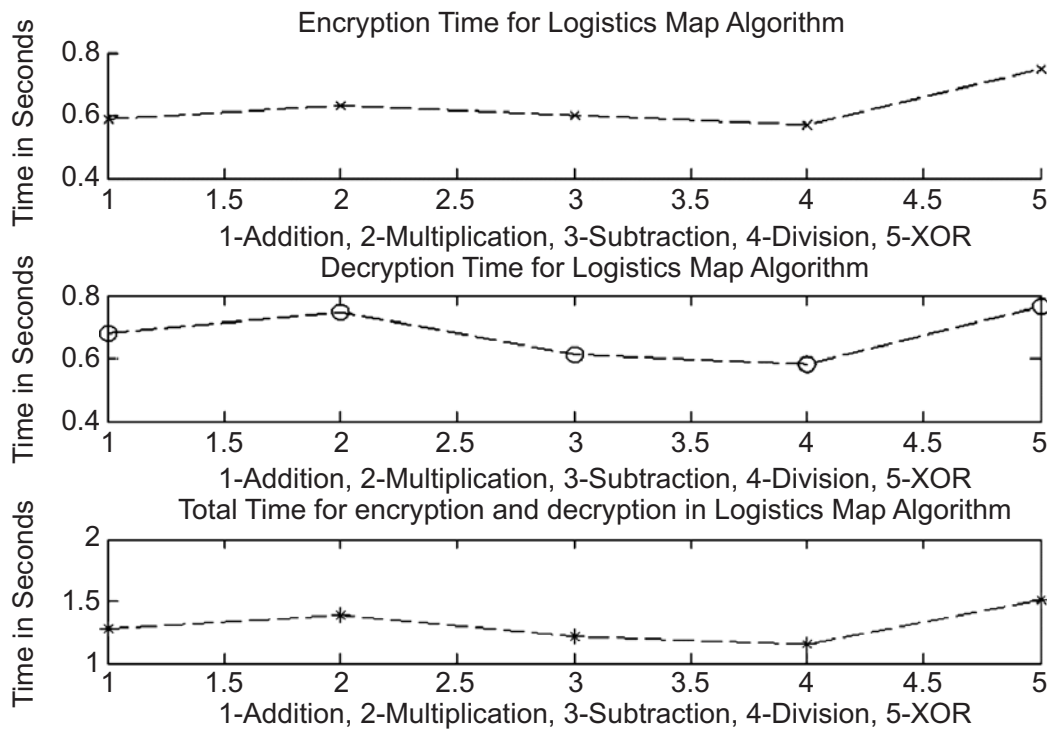 Encryption Time for Logistics Map Algorithm
Time in Seconds
0.8
0.6
0.4
1 1.5 2 2.5 3 3.5 4 4.5 5
1-Addition, 2-Multiplication, 3-Subtraction, 4-Division, 5-XOR
Decryption Time for Logistics Map Algorithm
Time in Seconds
0.8
0.6
0.4
1 1.5 2 2.5 3 3.5 4 4.5 5
1-Addition, 2-Multiplication, 3-Subtraction, 4-Division, 5-XOR
Total Time for encryption and decryption in Logistics Map Algorithm
Time in Seconds
2
1.5
1
1 1.5 2 2.5 3 3.5 4 4.5 5
1-Addition, 2-Multiplication, 3-Subtraction, 4-Division, 5-XOR